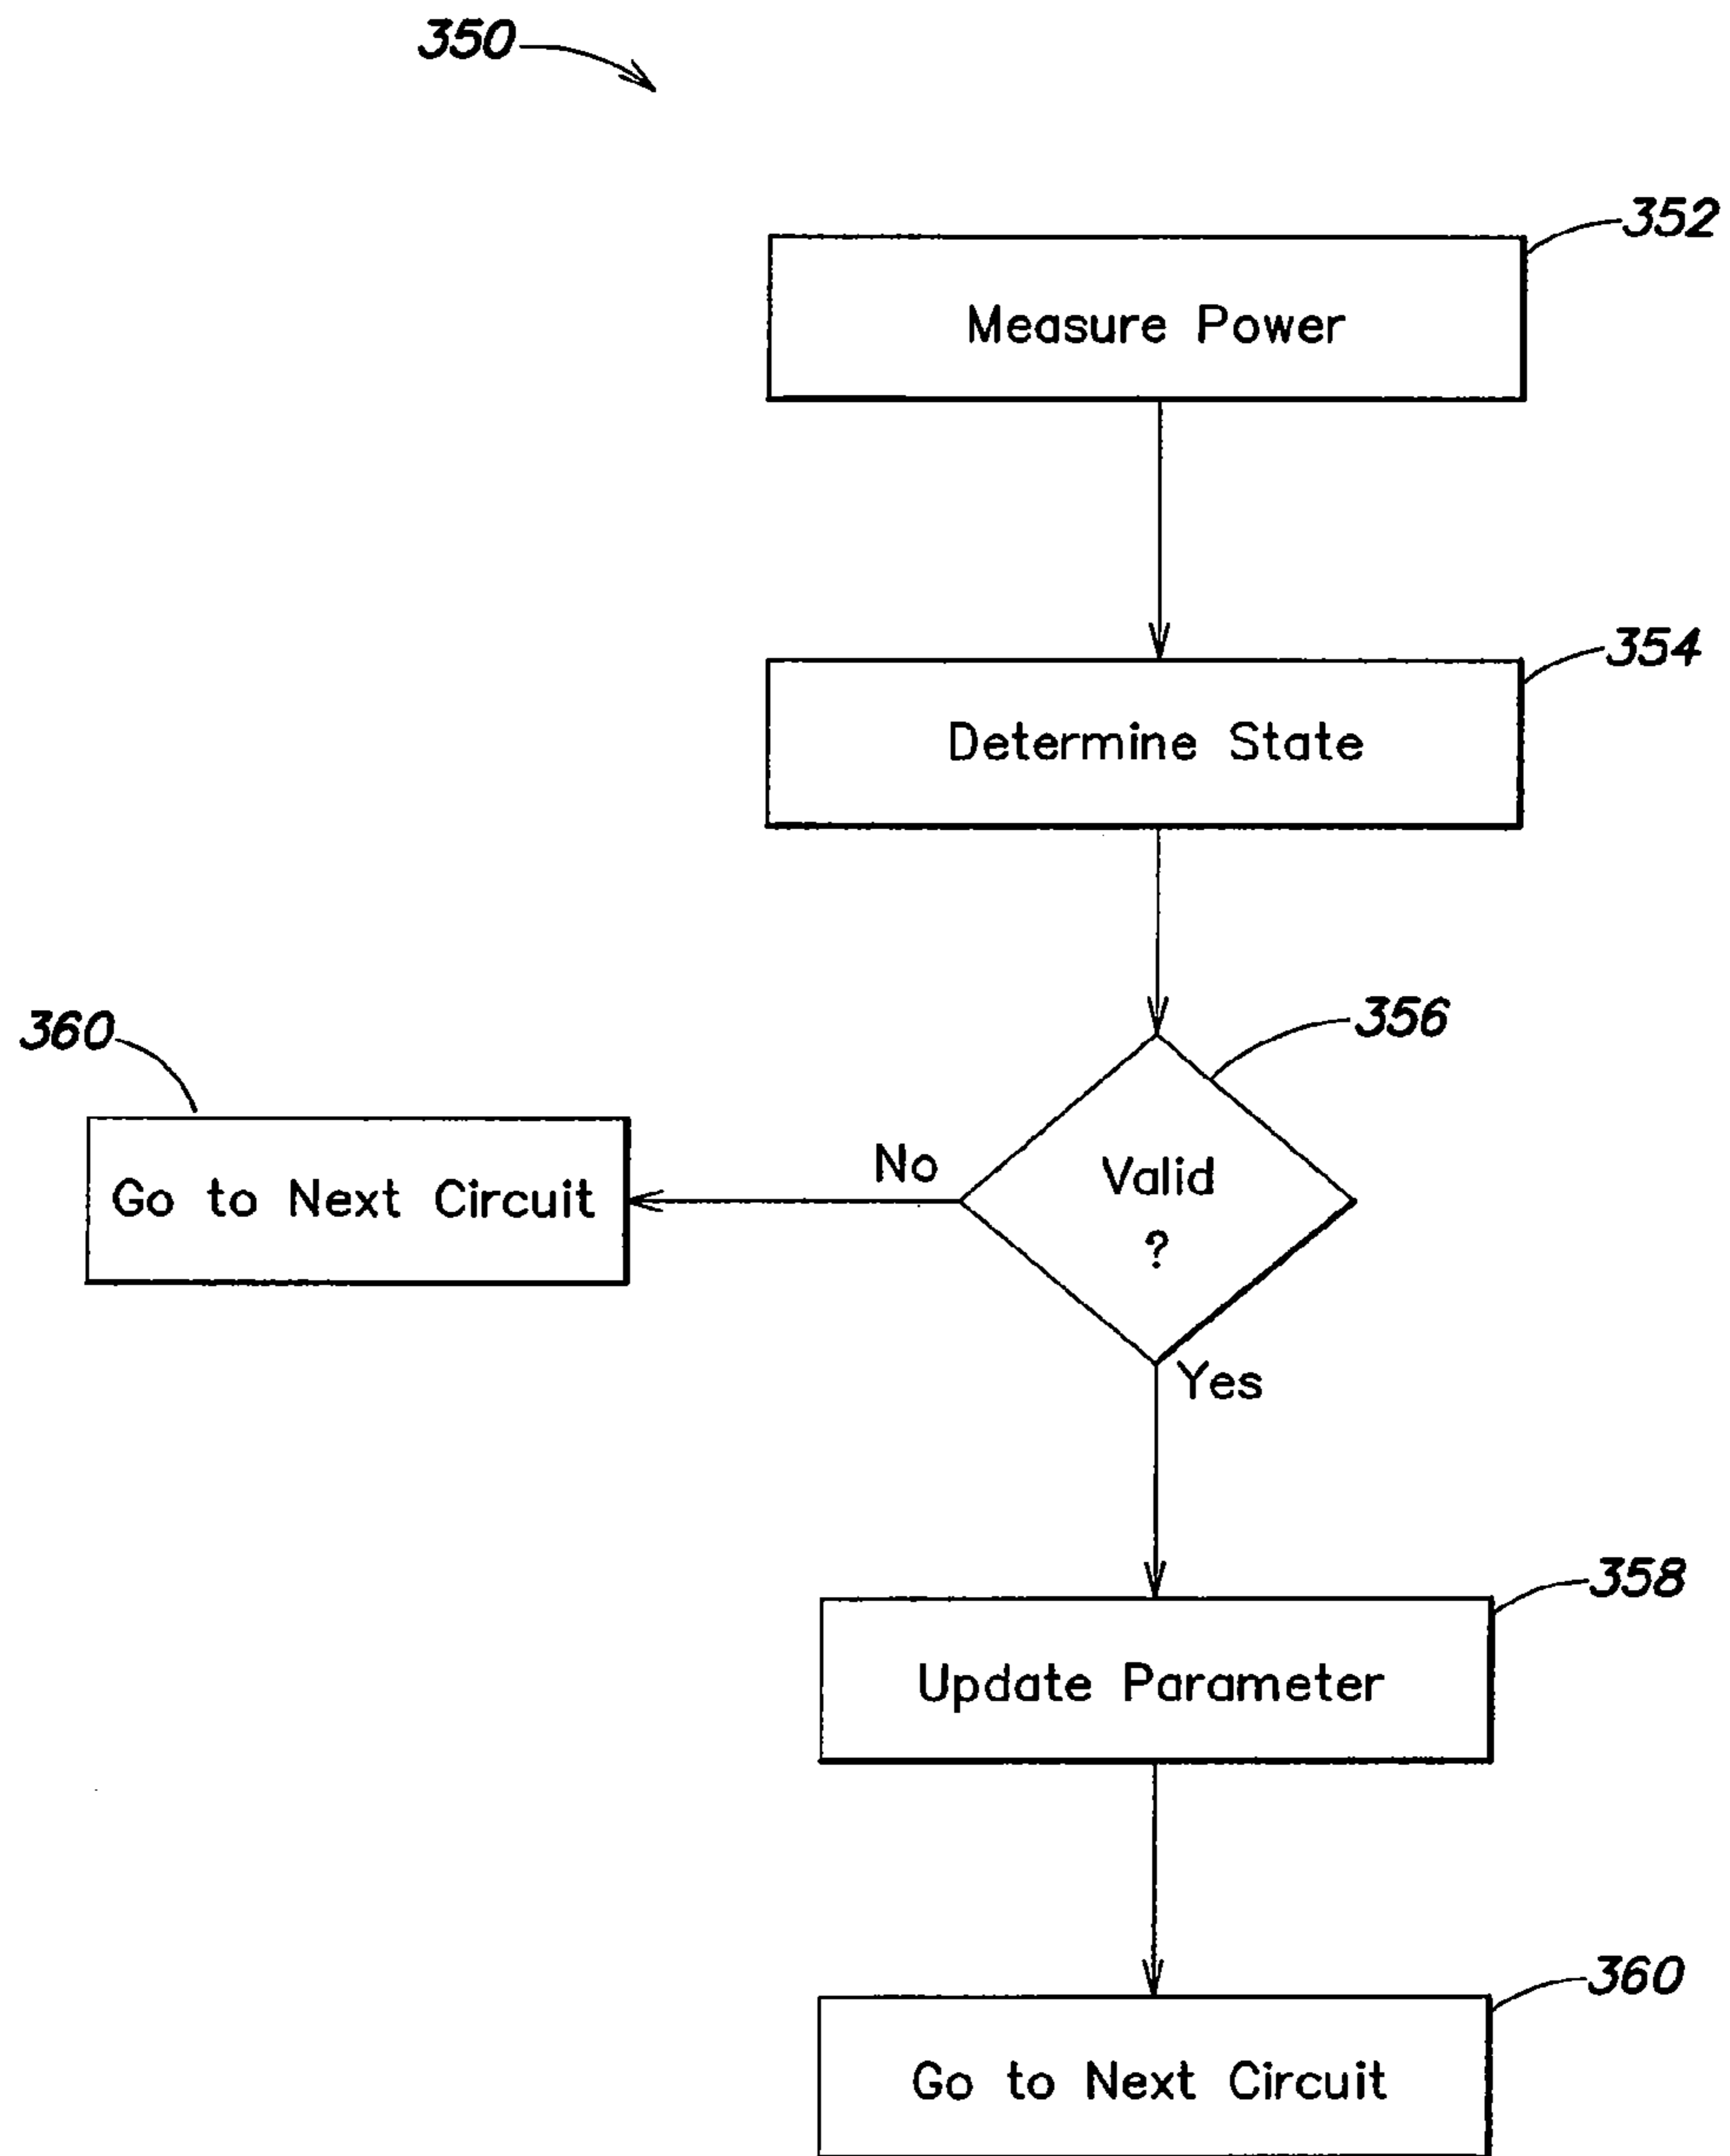 350
352
Measure Power
354
Determine State
356
360
Valid
?
No
Go to Next Circuit
Yes
358
Update Parameter
360
Go to Next Circuit